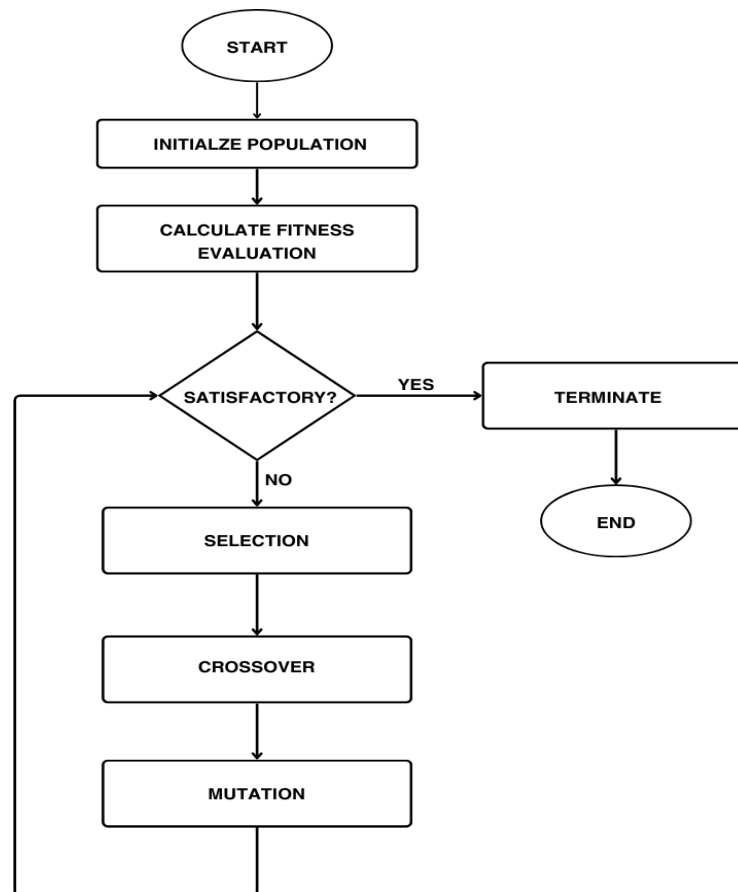 START
INITIALZE POPULATION
CALCULATE FITNESS
EVALUATION
SATISFACTORY?
YES
TERMINATE
NO
END
SELECTION
CROSSOVER
MUTATION